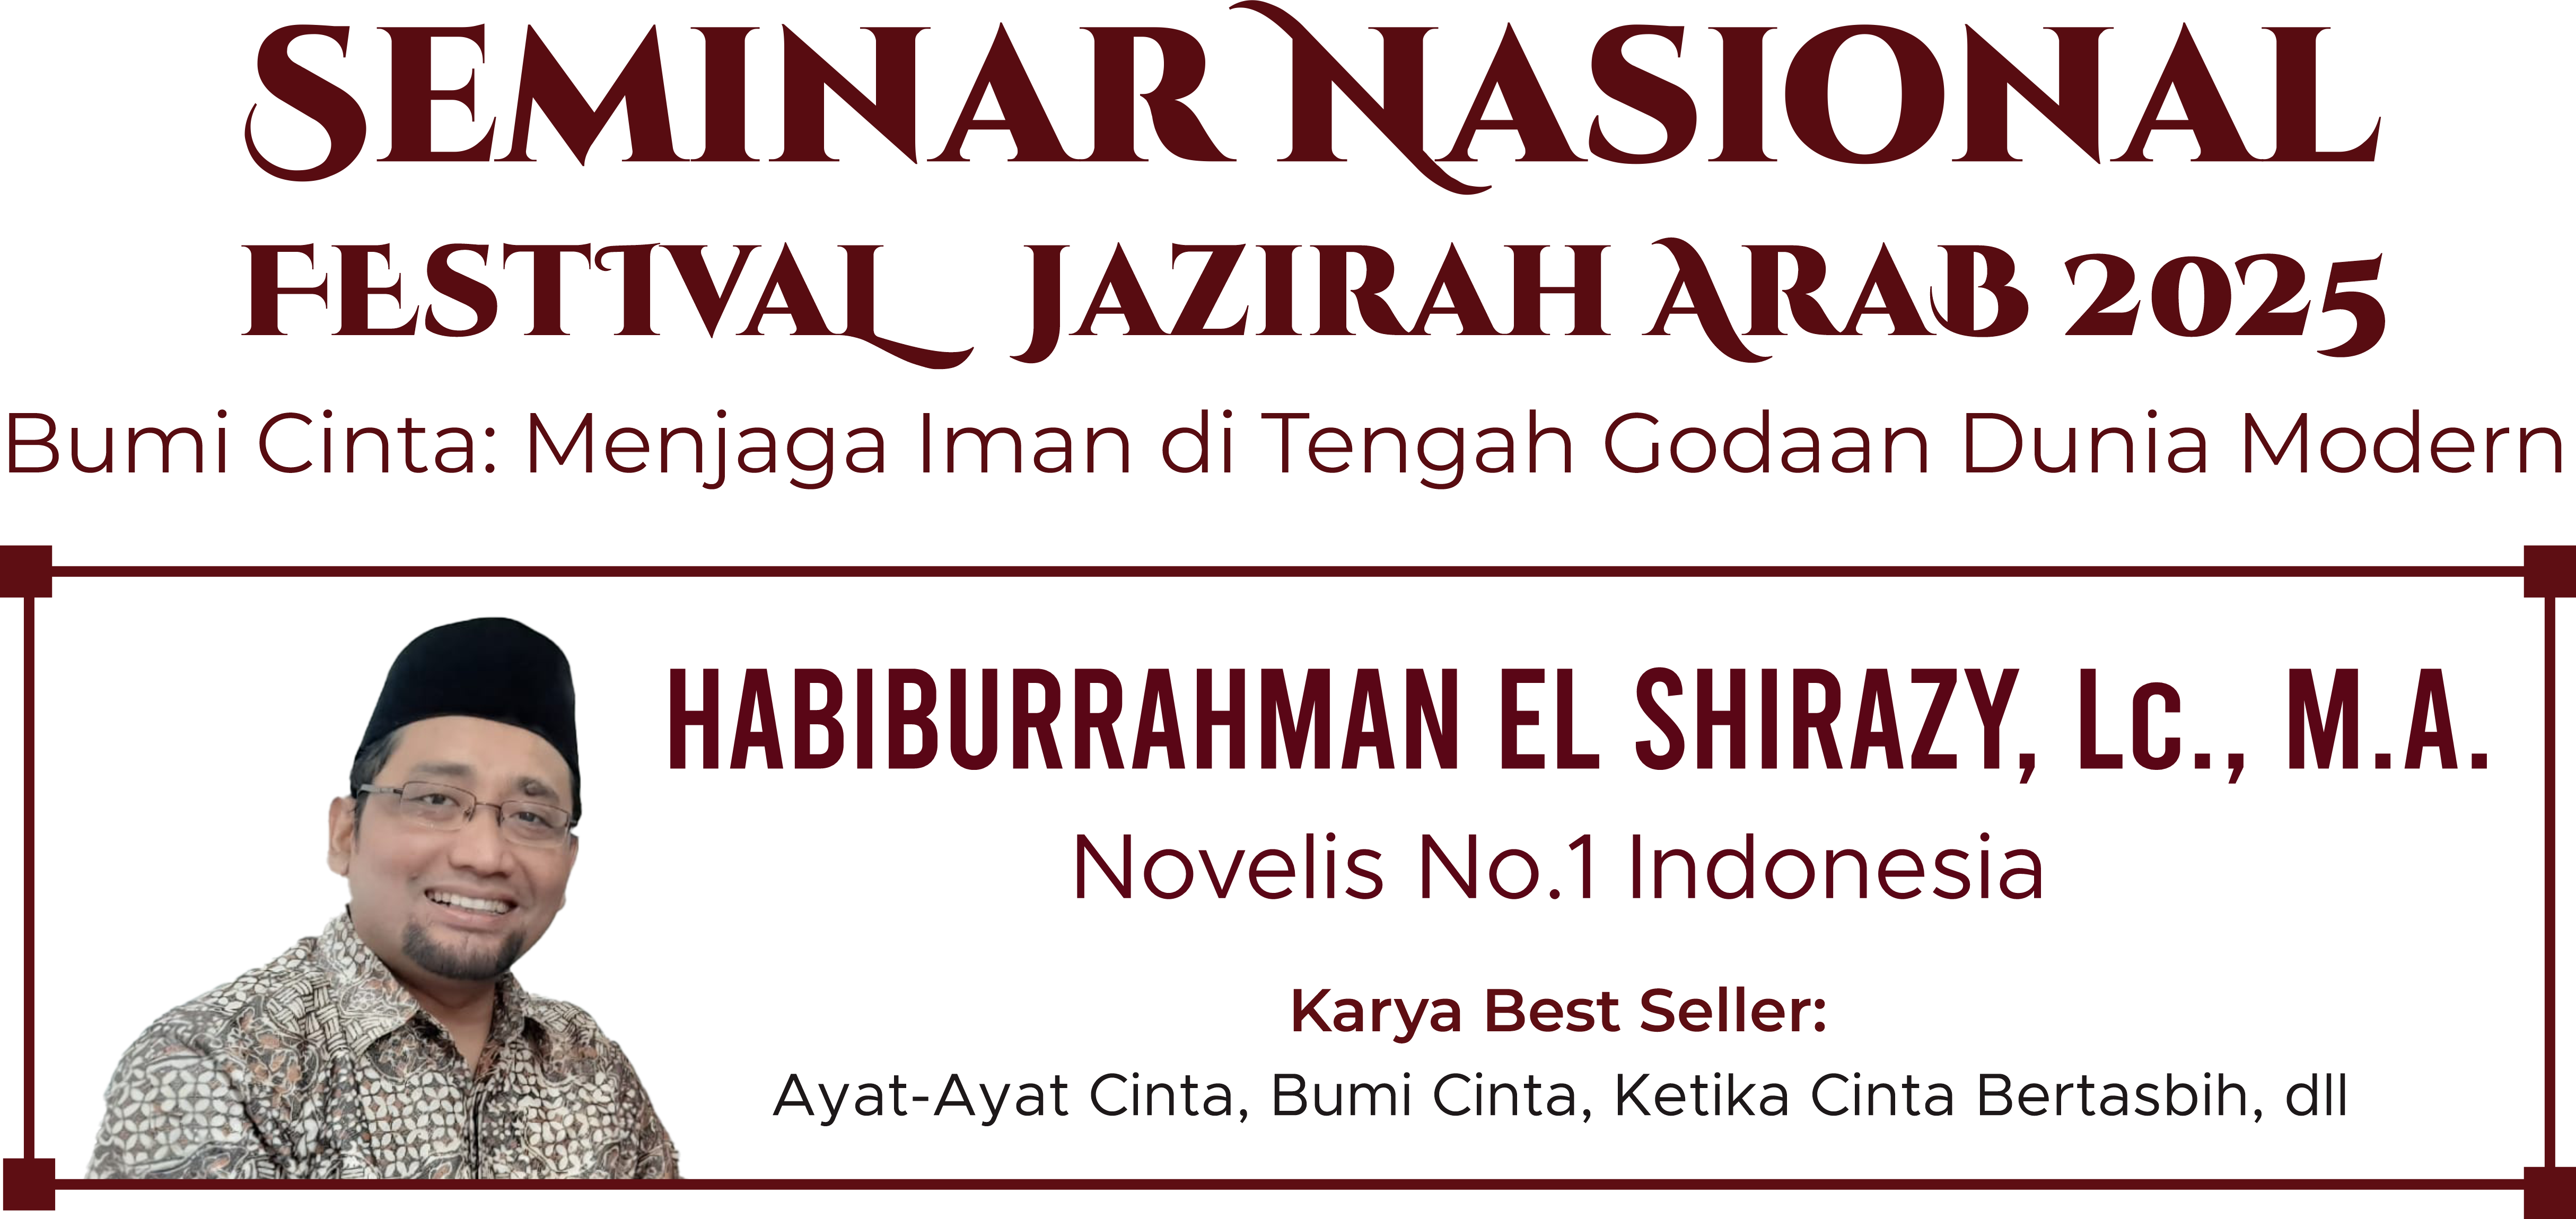 SEMINAR NASIONAL
FESTIVAL JAZIRAH ARAB 2025
Bumi Cinta: Menjaga Iman di Tengah Godaan Dunia Modern
HABIBURRAHMAN EL SHIRAZY, Lc., M.A.
Novelis No.1 Indonesia
Karya Best Seller:
Ayat-Ayat Cinta, Bumi Cinta, Ketika Cinta Bertasbih, dll